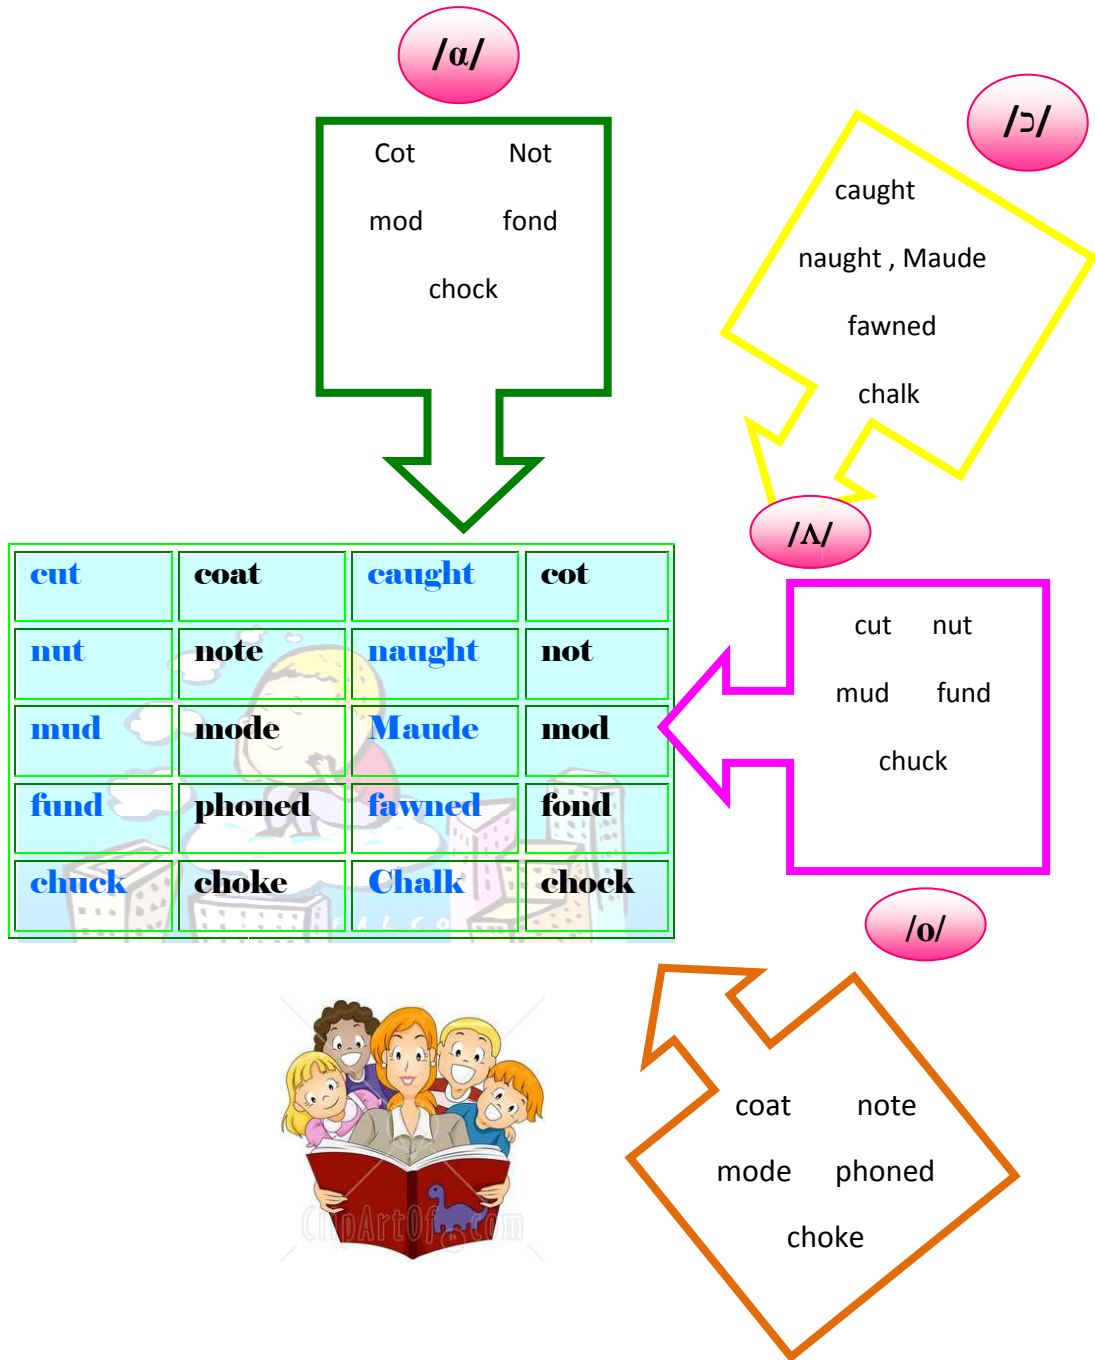 /ɑ/
Cot Not
mod fond
chock
/ɔ/
caught
naught , Maude
fawned
chalk
/Λ/
cut nut
mud fund
chuck
cut coat caught cot
nut note naught not
mud mode Maude mod
fund phoned fawned fond
chuck choke Chalk chock
FALCO
/o/
coat note
mode phoned
choke